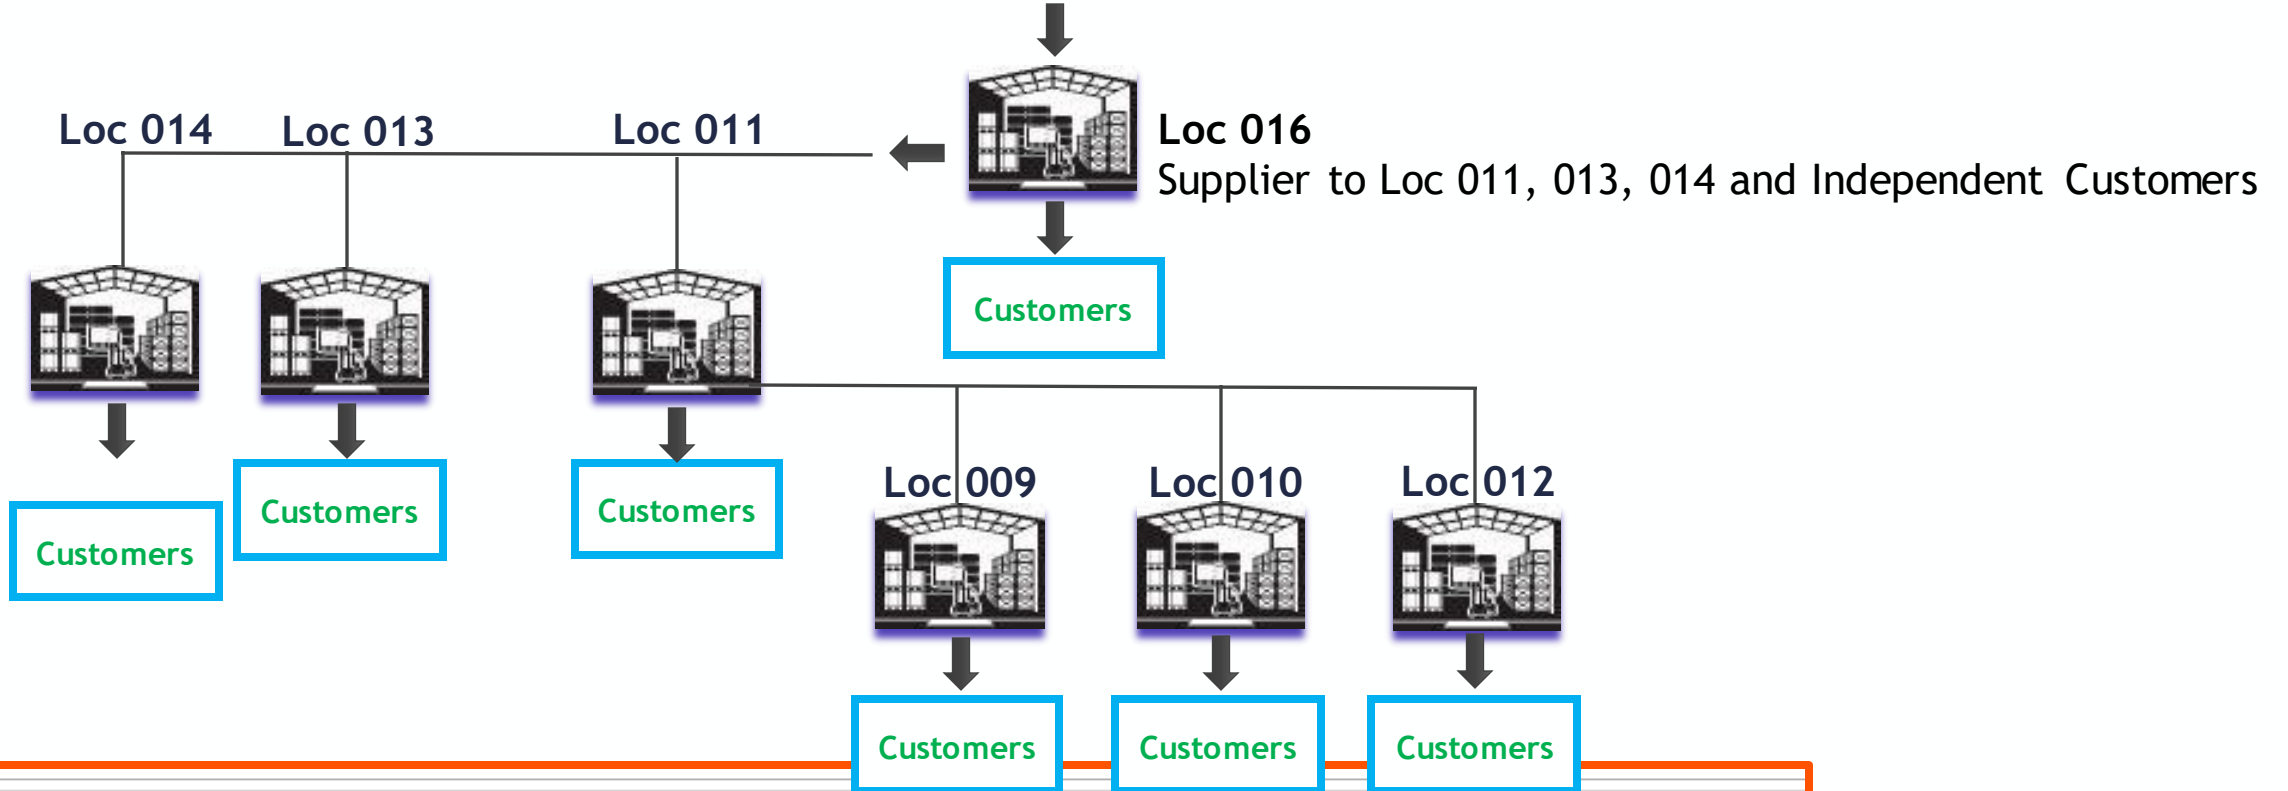 Loc 014
Loc 013
Loc 011
Loc 016
Supplier to Loc 011, 013, 014 and Independent Customers
Customers
Loc 009
Loc 010
Loc 012
Customers
Customers
Customers
Customers
Customers
Customers